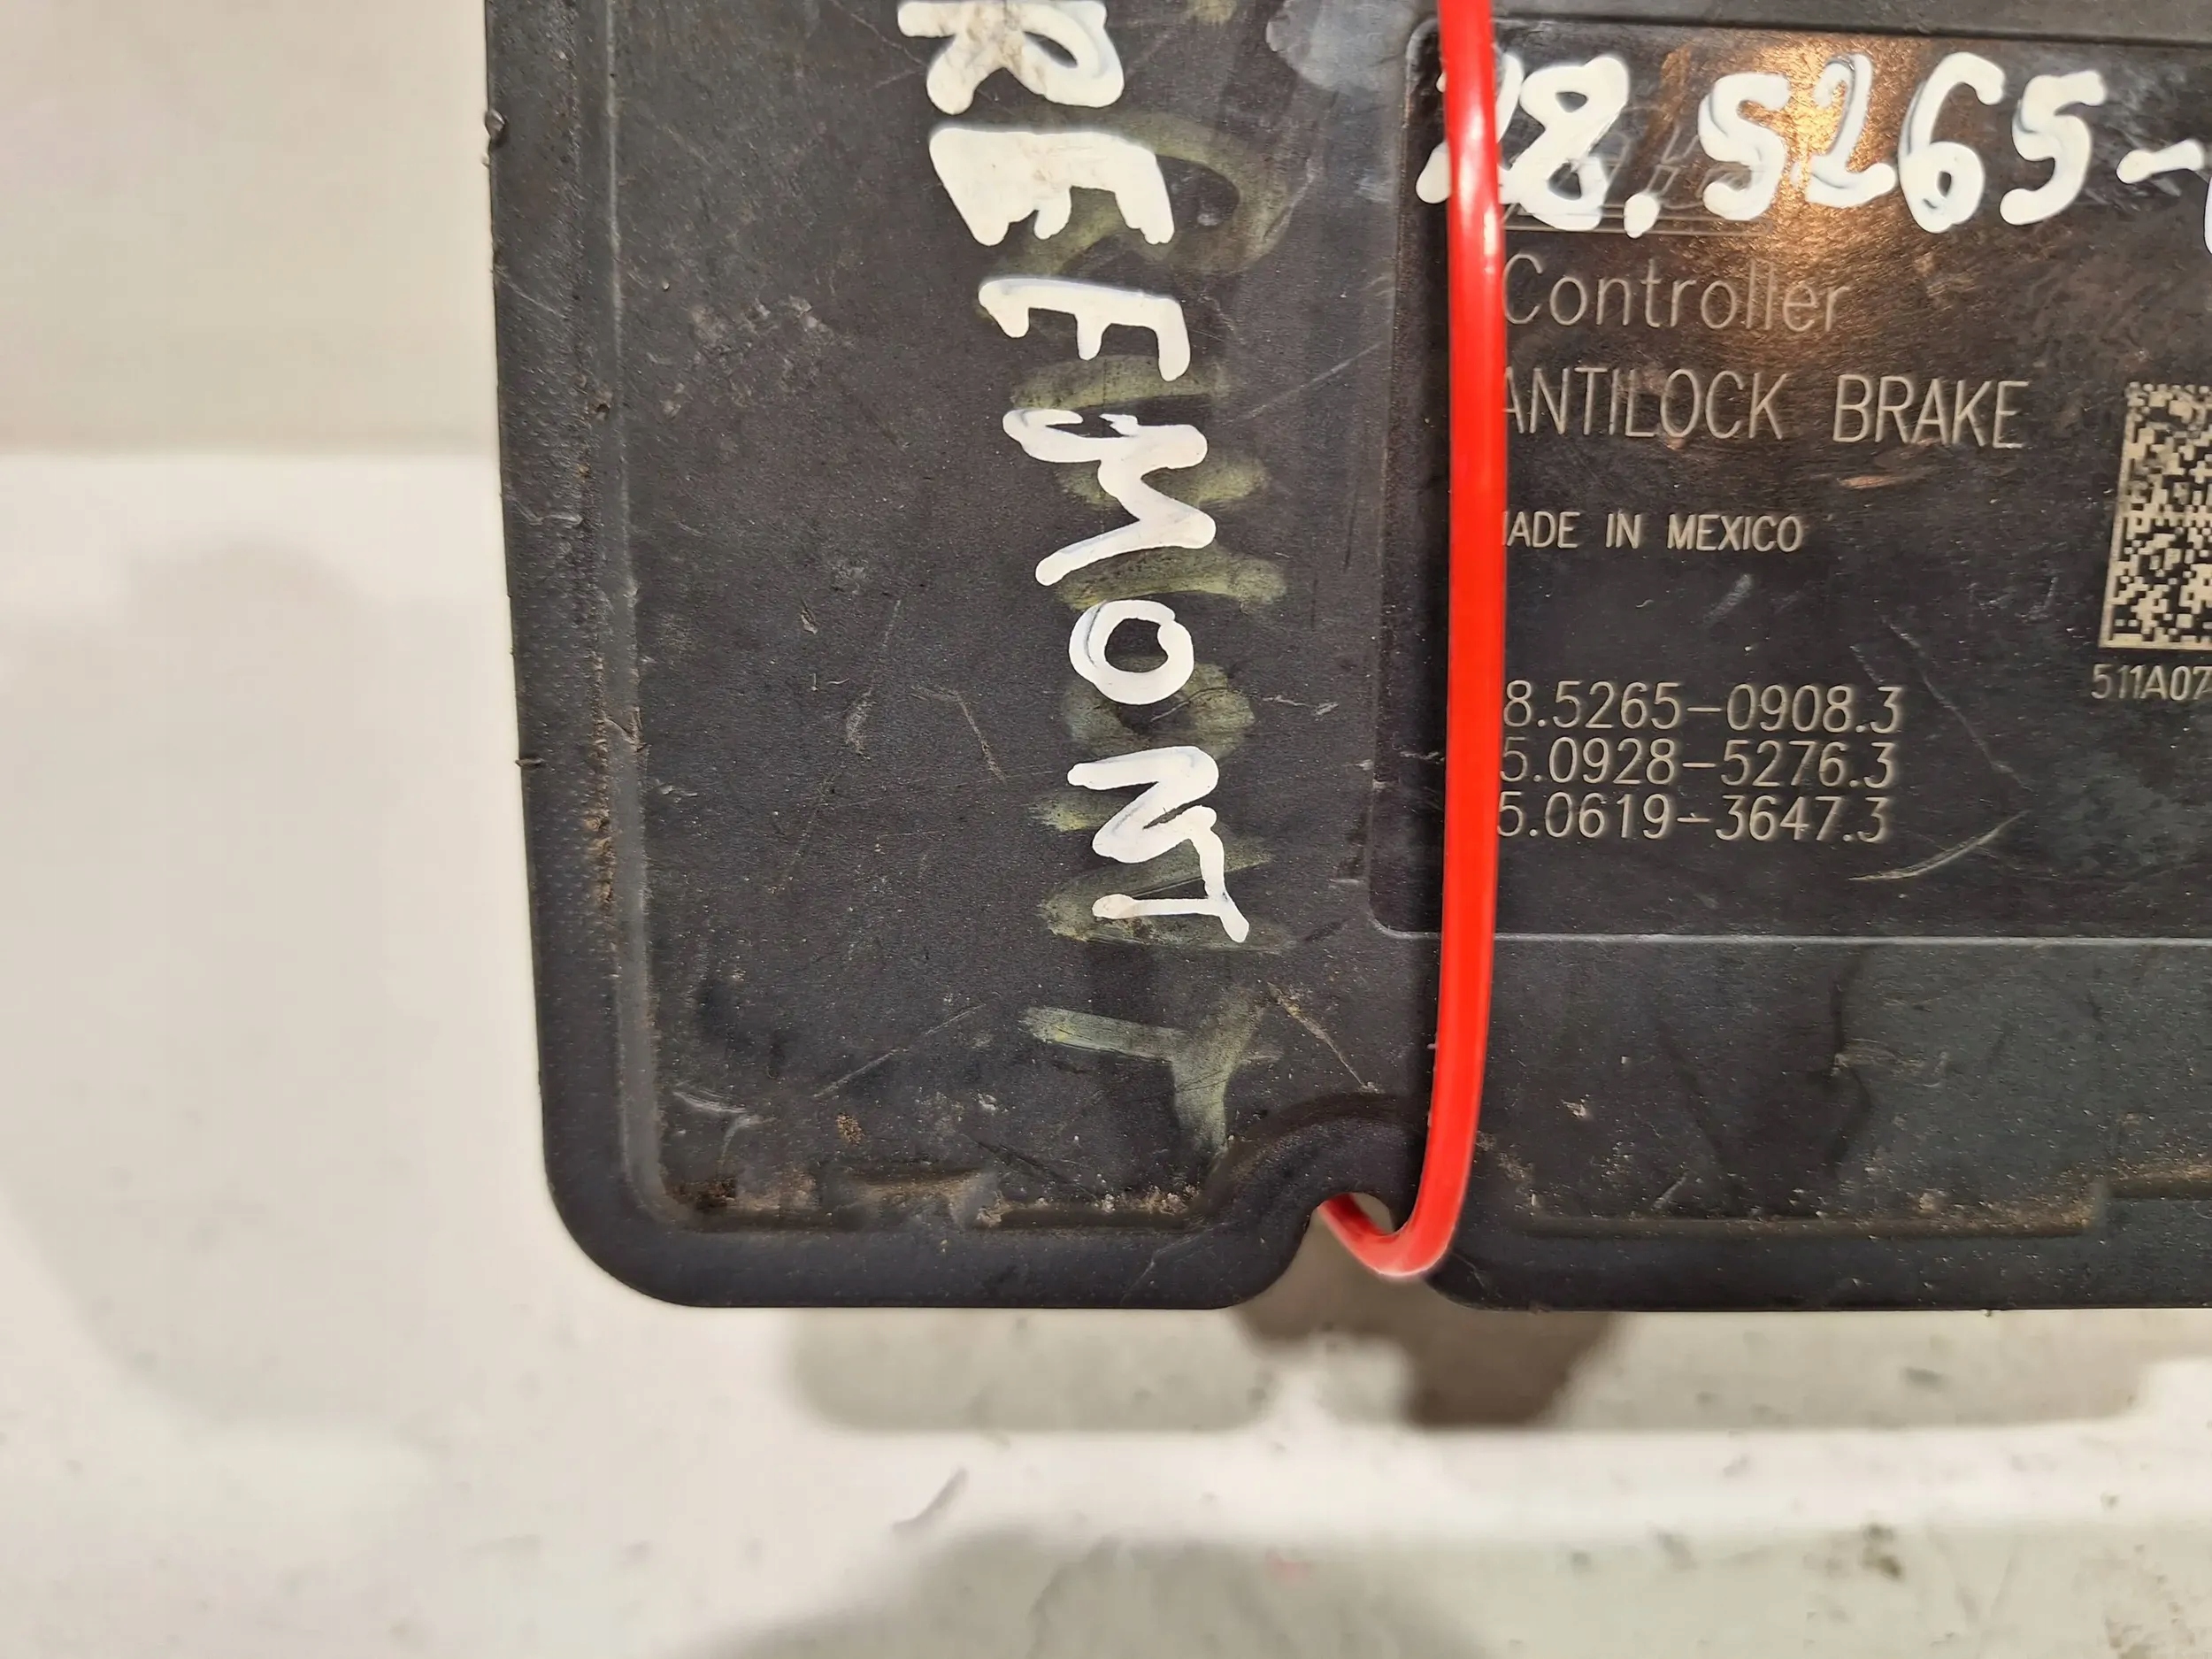 REEMONT
28.5265-
Controller
ANTILOCK BRAKE
MADE IN MEXICO
511A07
8.5265-0908.3
5.0928-5276.3
5.0619-3647.3